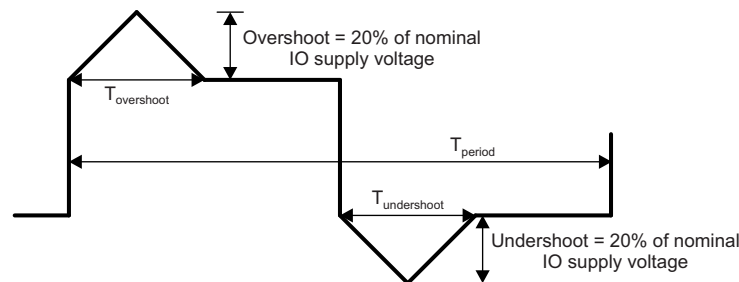 Overshoot = 20% of nominal
IO supply voltage
Tovershoot
Tperiod
Tundershoot
Undershoot = 20% of nominal
IO supply voltage